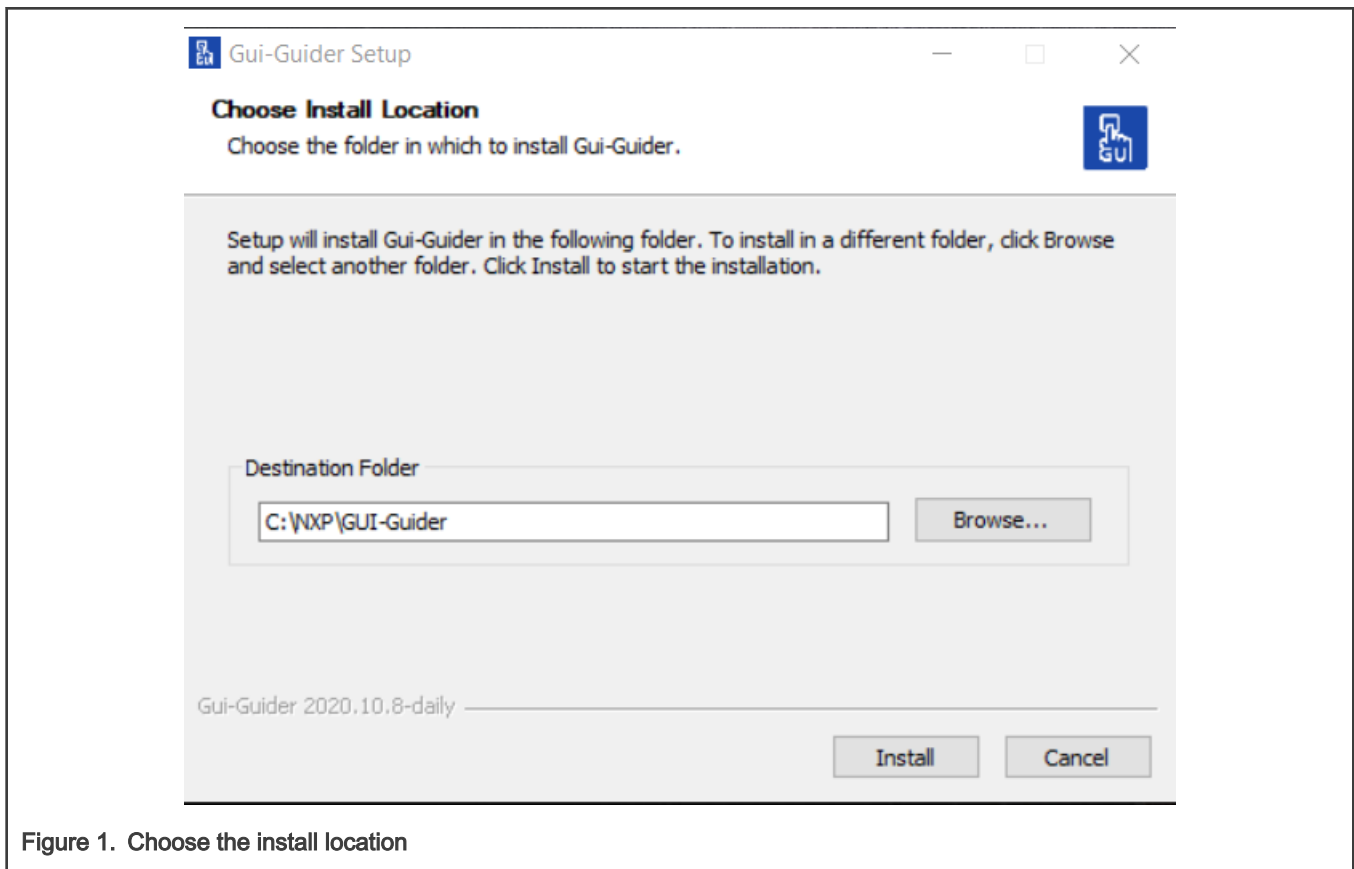 Gui-Guider Setup
Choose Install Location
Choose the folder in which to install Gui-Guider.
GUI
Setup will install Gui-Guider in the following folder. To install in a different folder, click Browse
and select another folder. Click Install to start the installation.
Destination Folder
C:\NXP\GUI-Guider
Browse...
Gui-Guider 2020.10.8-daily
Install
Cancel
Figure 1. Choose the install location